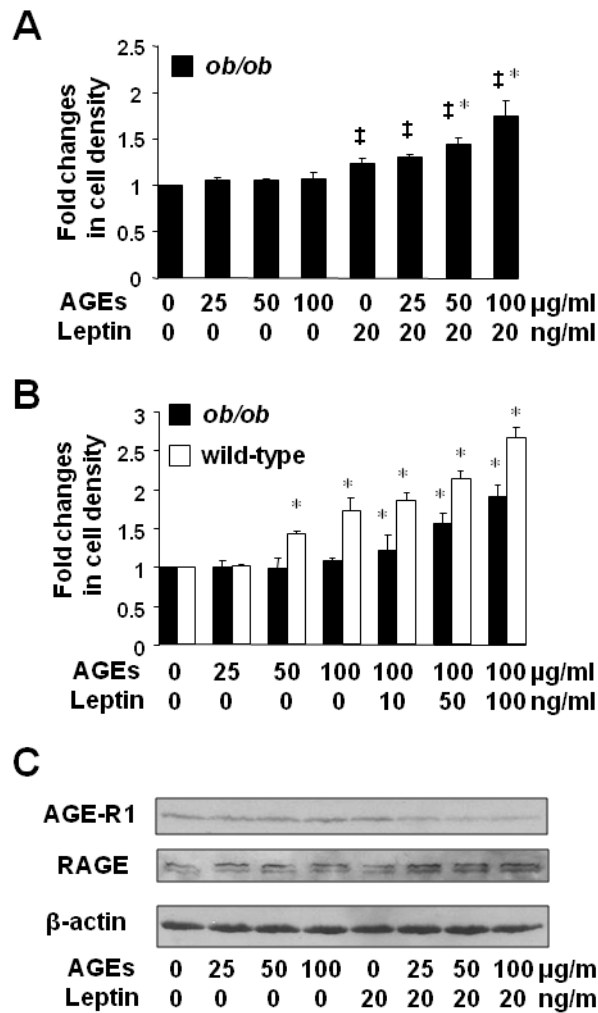 A
Fold changes
in cell density
2.5
2
1.5
1
0.5
0
ob/ob
‡ ‡ ‡ * ‡ *
AGEs 0 25 50 100 0 25 50 100 µg/ml
Leptin 0 0 0 0 20 20 20 20 ng/ml
B
Fold changes
in cell density
3
2.5
2
1.5
1
0.5
0
ob/ob
wild-type
* * * * * * * *
AGEs 0 25 50 100 100 100 100 µg/ml
Leptin 0 0 0 0 10 50 100 ng/ml
C
AGE-R1
RAGE
β-actin
AGEs 0 25 50 100 0 25 50 100 µg/m
Leptin 0 0 0 0 20 20 20 20 ng/m